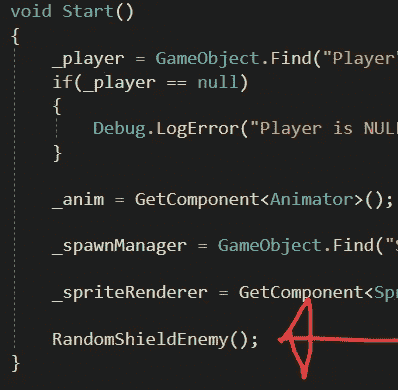 void Start()
{
_player = GameObject.Find("Player"
if(_player == null)
{
Debug.LogError("Player is NUL
}
_anim = GetComponent<Animator>();
_spawnManager = GameObject.Find("S
_spriteRenderer = GetComponent<Spr
RandomShieldEnemy();
}